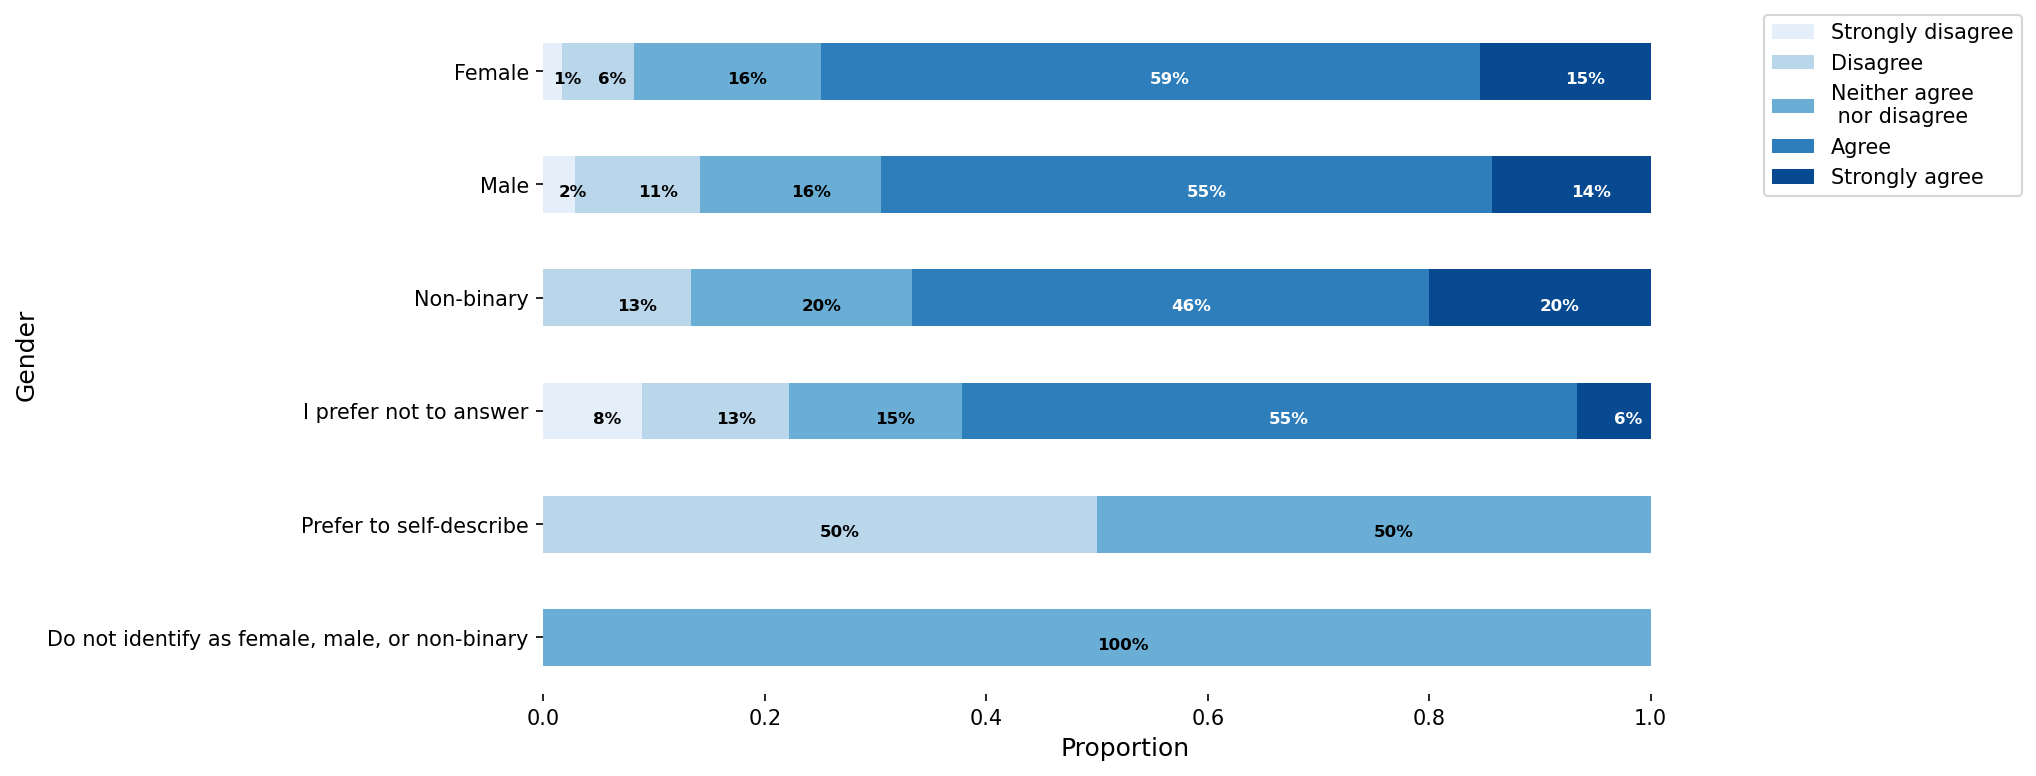 Strongly disagree
Disagree
Neither agree
nor disagree
Agree
Strongly agree
Gender
Female
1% 6% 16% 59% 15%
Male
2% 11% 16% 55% 14%
Non-binary
13% 20% 46% 20%
I prefer not to answer
8% 13% 15% 55% 6%
Prefer to self-describe
50% 50%
Do not identify as female, male, or non-binary
100%
0.0 0.2 0.4 0.6 0.8 1.0
Proportion